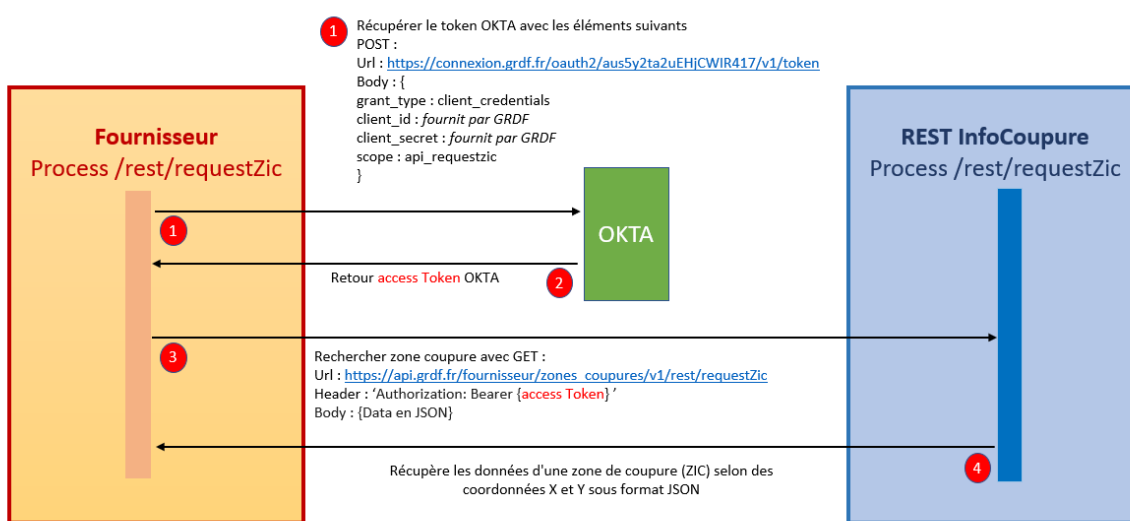 1
Récupérer le token OKTA avec les éléments suivants
POST :
Url : https://connexion.grdf.fr/oauth2/aus5y2ta2uEHjCWIR417/v1/token
Body : {
grant_type : client_credentials
client_id : fournit par GRDF
client_secret : fournit par GRDF
scope : api_requestzic
}
Fournisseur
Process /rest/requestZic
REST InfoCoupure
Process /rest/requestZic
1
OKTA
Retour access Token OKTA
2
3
Rechercher zone coupure avec GET :
Url : https://api.grdf.fr/fournisseur/zones_coupures/v1/rest/requestZic
Header : ‘Authorization: Bearer {access Token} ’
Body : {Data en JSON}
4
Récupère les données d'une zone de coupure (ZIC) selon des
coordonnées X et Y sous format JSON